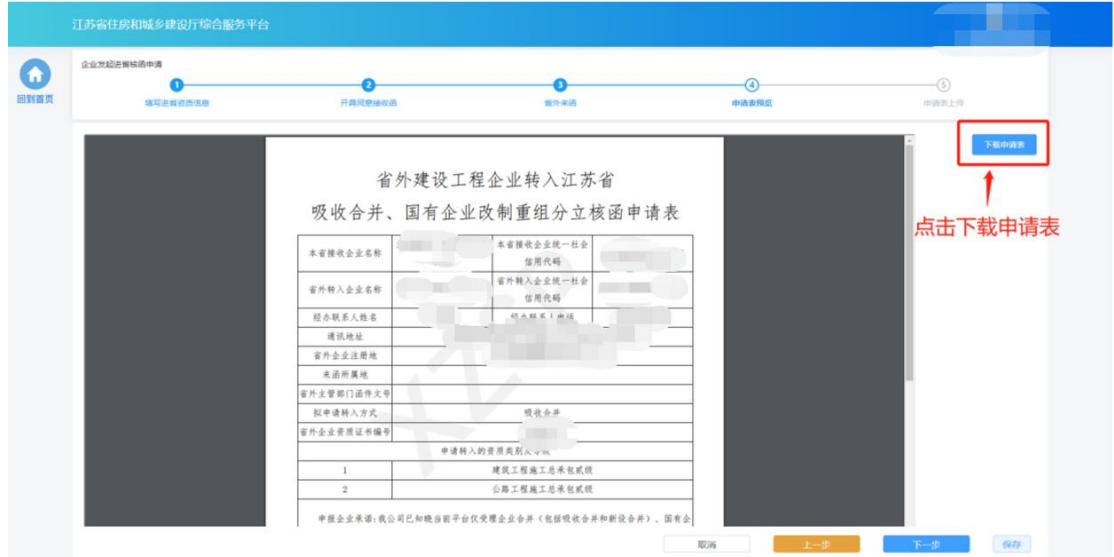 江苏省住房和城乡建设厅综合服务平台
回到首页
企业发起进省核函申请
1 2 3 4 5
填写进省资质信息 开具同意接收函 省外来函 申请表预览 申请表上传
下载申请表
点击下载申请表
省外建设工程企业转入江苏省
吸收合并、国有企业改制重组分立核函申请表
本省接收企业名称 本省接收企业统一社会
信用代码
省外转入企业名称 省外转入企业统一社会
信用代码
经办联系人姓名 经办联系人电话
通讯地址
省外企业注册地
来函所属地
省外主管部门函件文号
拟申请转入方式 吸收合并
省外企业资质证书编号
申请转入的资质类别及等级
1 建筑工程施工总承包贰级
2 公路工程施工总承包贰级
申报企业承诺:我公司已知晓当前平台仅受理企业合并（包括吸收合并和新设合并）、国有企
取消 上一步 下一步 保存